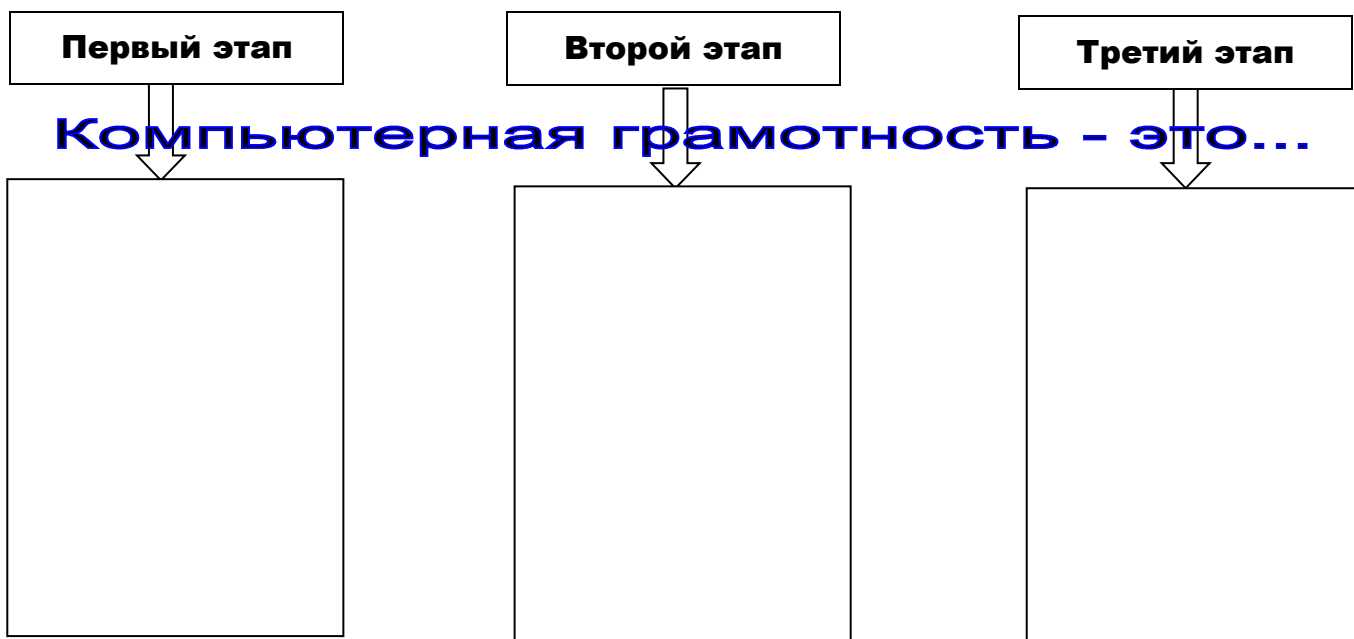 Первый этап
Второй этап
Третий этап
Компьютерная грамотность - это...